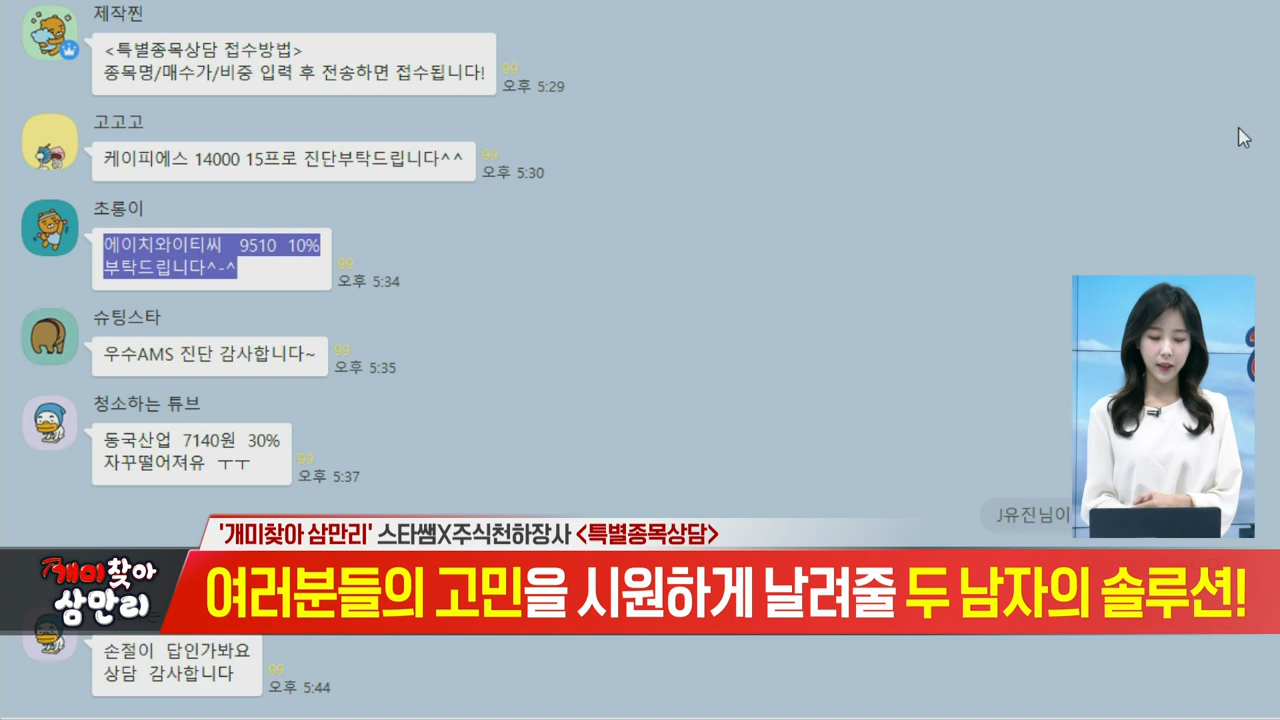 제작찐
<특별종목상담 접수방법>
종목명/매수가/비중 입력 후 전송하면 접수됩니다!
99
오후 5:29
고고고
케이피에스 14000 15프로 진단부탁드립니다^^
99
오후 5:30
초롱이
에이치와이티씨 9510 10%
부탁드립니다^-^
99
오후 5:34
슈팅스타
우수AMS 진단 감사합니다~
99
오후 5:35
청소하는 튜브
동국산업 7140원 30%
자꾸떨어져유 ㅜㅜ
99
오후 5:37
J유진님이
'개미찾아 삼만리' 스타쌤X주식천하장사 <특별종목상담>
개미찾아
삼만리
여러분들의 고민을 시원하게 날려줄 두 남자의 솔루션!
손절이 답인가봐요
상담 감사합니다
99
오후 5:44